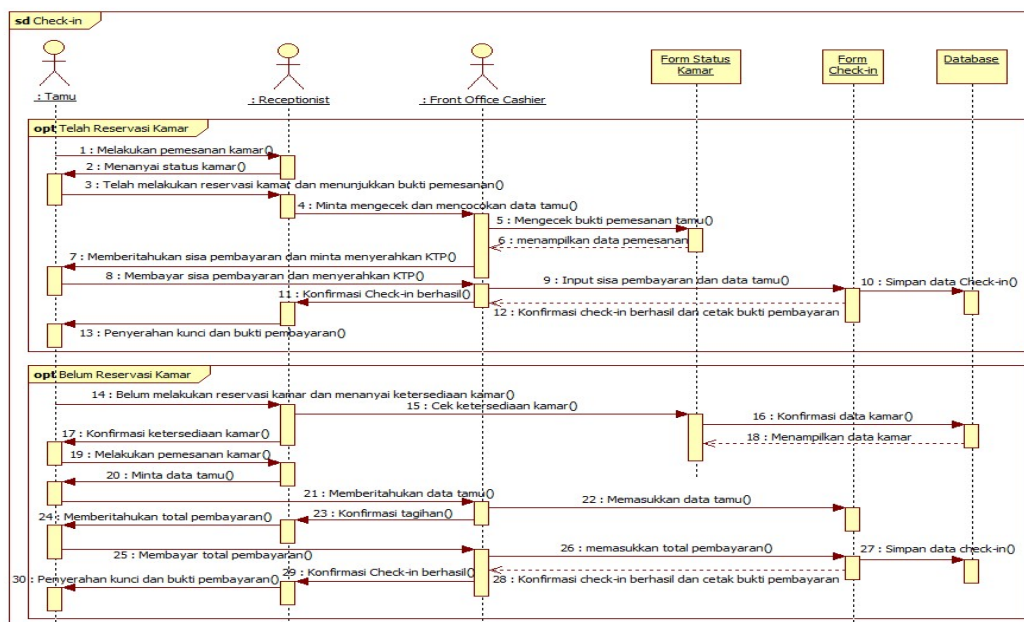 sd Check-in
: Tamu
: Receptionist
: Front Office Cashier
Form Status
Kamar
Form
Check-in
Database
opt Telah Reservasi Kamar
1 : Melakukan pemesanan kamar()
2 : Menanyai status kamar()
3 : Telah melakukan reservasi kamar dan menunjukkan bukti pemesanan()
4 : Minta mengecek dan mencocokan data tamu()
5 : Mengecek bukti pemesanan tamu()
6 : menampilkan data pemesanan
7 : Memberitahukan sisa pembayaran dan minta menyerahkan KTP()
8 : Membayar sisa pembayaran dan menyerahkan KTP()
9 : Input sisa pembayaran dan data tamu()
10 : Simpan data Check-in()
11 : Konfirmasi Check-in berhasil()
12 : Konfirmasi check-in berhasil dan cetak bukti pembayaran
13 : Penyerahan kunci dan bukti pembayaran()
opt Belum Reservasi Kamar
14 : Belum melakukan reservasi kamar dan menanyai ketersediaan kamar()
15 : Cek ketersediaan kamar()
16 : Konfirmasi data kamar()
17 : Konfirmasi ketersediaan kamar()
18 : Menampilkan data kamar
19 : Melakukan pemesanan kamar()
20 : Minta data tamu()
21 : Memberitahukan data tamu()
22 : Memasukkan data tamu()
23 : Konfirmasi tagihan()
24 : Memberitahukan total pembayaran()
25 : Membayar total pembayaran()
26 : memasukkan total pembayaran()
27 : Simpan data check-in()
28 : Konfirmasi check-in berhasil dan cetak bukti pembayaran
29 : Konfirmasi Check-in berhasil()
30 : Penyerahan kunci dan bukti pembayaran()